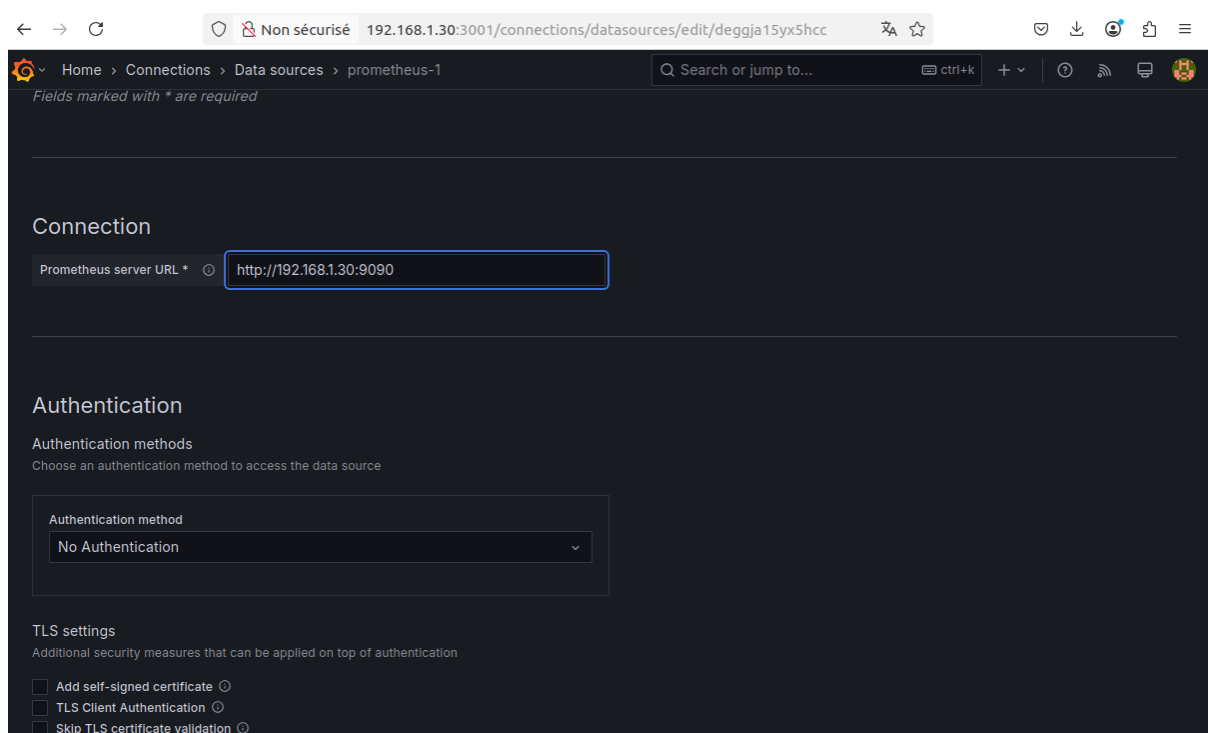 Non sécurisé 192.168.1.30:3001/connections/datasources/edit/deggja15yx5hcc
Home › Connections › Data sources › prometheus-1 Search or jump to... ctrl+k
Fields marked with * are required
Connection
Prometheus server URL * http://192.168.1.30:9090
Authentication
Authentication methods
Choose an authentication method to access the data source
Authentication method
No Authentication
TLS settings
Additional security measures that can be applied on top of authentication
Add self-signed certificate
TLS Client Authentication
Skip TLS certificate validation